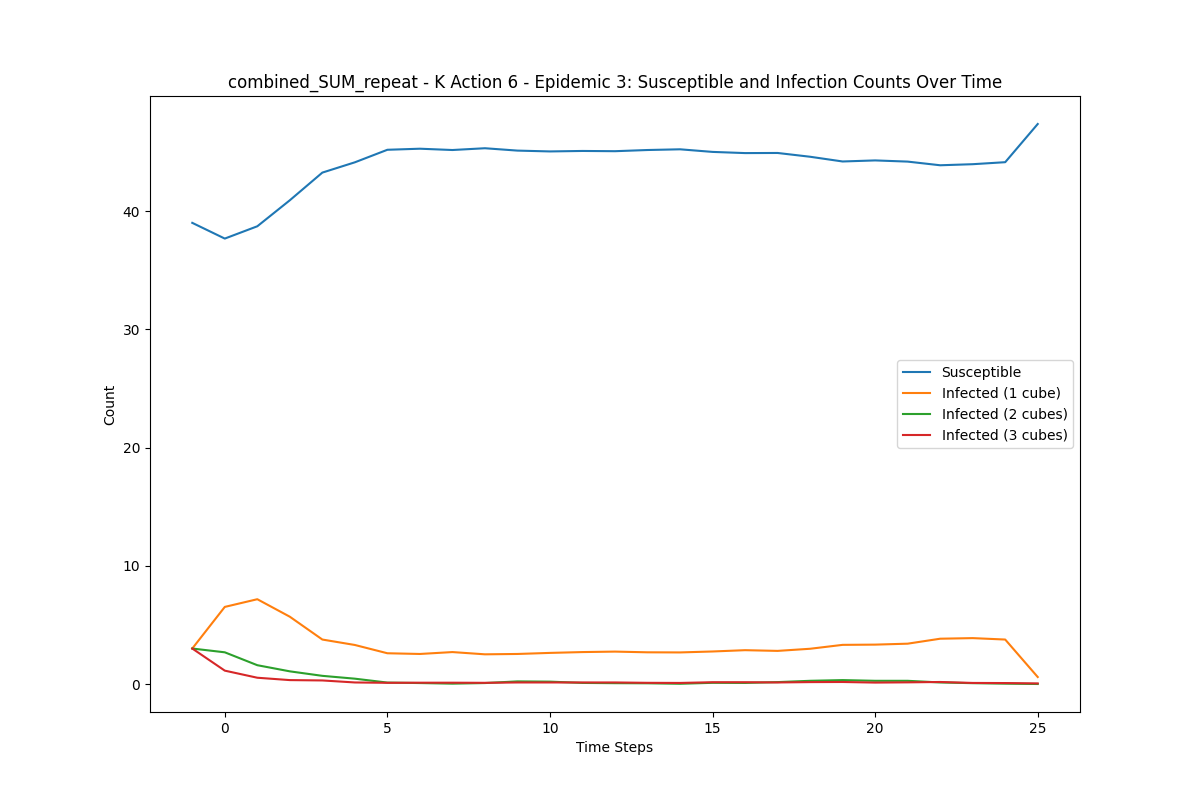 combined_SUM_repeat - K Action 6 - Epidemic 3: Susceptible and Infection Counts Over Time
40
30
20
10
0
Count
Susceptible
Infected (1 cube)
Infected (2 cubes)
Infected (3 cubes)
0 5 10 15 20 25
Time Steps